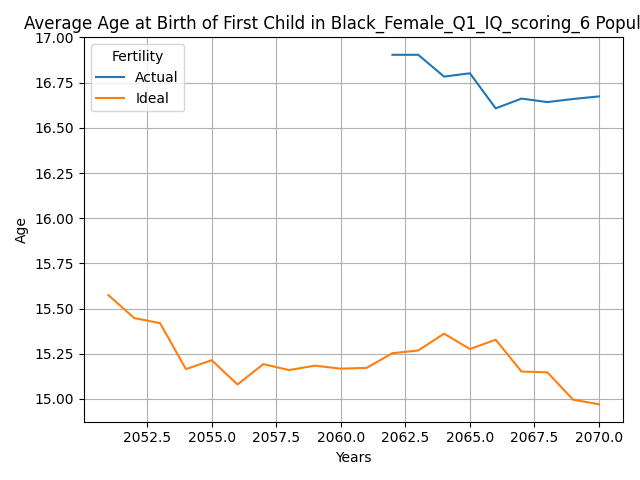 Average Age at Birth of First Child in Black_Female_Q1_IQ_scoring_6 Popul
17.00
16.75
16.50
16.25
16.00
15.75
15.50
15.25
15.00
Age
Fertility
Actual
Ideal
2052.5 2055.0 2057.5 2060.0 2062.5 2065.0 2067.5 2070.0
Years